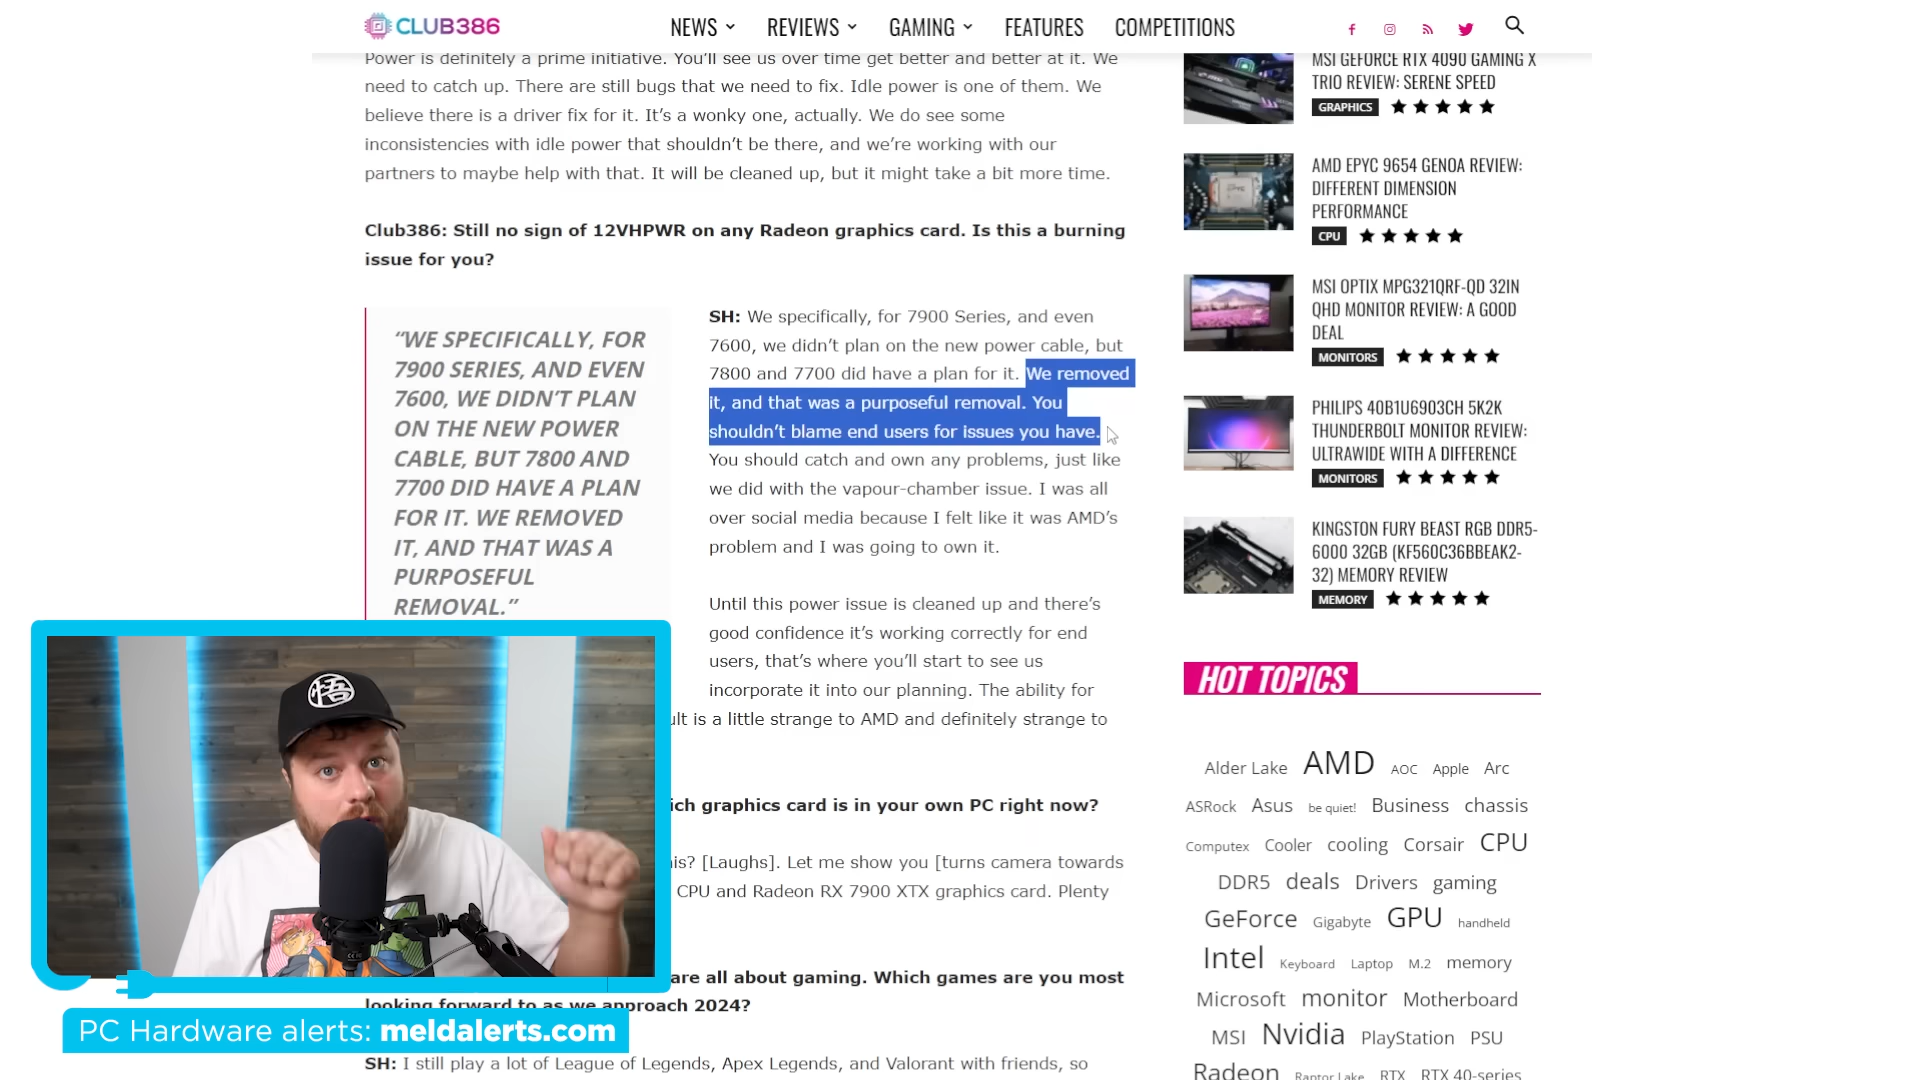 CLUB386
NEWS REVIEWS GAMING FEATURES COMPETITIONS
Power is definitely a prime initiative. You'll see us over time get better and better at it. We
need to catch up. There are still bugs that we need to fix. Idle power is one of them. We
believe there is a driver fix for it. It's a wonky one, actually. We do see some
inconsistencies with idle power that shouldn't be there, and we're working with our
partners to maybe help with that. It will be cleaned up, but it might take a bit more time.
Club386: Still no sign of 12VHPWR on any Radeon graphics card. Is this a burning
issue for you?
"WE SPECIFICALLY, FOR
7900 SERIES, AND EVEN
7600, WE DIDN'T PLAN
ON THE NEW POWER
CABLE, BUT 7800 AND
7700 DID HAVE A PLAN
FOR IT. WE REMOVED
IT, AND THAT WAS A
PURPOSEFUL
REMOVAL."
SH: We specifically, for 7900 Series, and even
7600, we didn't plan on the new power cable, but
7800 and 7700 did have a plan for it. We removed
it, and that was a purposeful removal. You
shouldn't blame end users for issues you have.
You should catch and own any problems, just like
we did with the vapour-chamber issue. I was all
over social media because I felt like it was AMD's
problem and I was going to own it.
Until this power issue is cleaned up and there's
good confidence it's working correctly for end
users, that's where you'll start to see us
incorporate it into our planning. The ability for
ult is a little strange to AMD and definitely strange to
ich graphics card is in your own PC right now?
is? [Laughs]. Let me show you [turns camera towards
CPU and Radeon RX 7900 XTX graphics card. Plenty
are all about gaming. Which games are you most
looking forward to as we approach 2024?
SH: I still play a lot of League of Legends, Apex Legends, and Valorant with friends, so
悟
PC Hardware alerts: meldalerts.com
MSI GEFORCE RTX 4090 GAMING X
TRIO REVIEW: SERENE SPEED
GRAPHICS
AMD EPYC 9654 GENOA REVIEW:
DIFFERENT DIMENSION
PERFORMANCE
CPU
MSI OPTIX MPG321QRF-QD 32IN
QHD MONITOR REVIEW: A GOOD
DEAL
MONITORS
PHILIPS 40B1U6903CH 5K2K
THUNDERBOLT MONITOR REVIEW:
ULTRAWIDE WITH A DIFFERENCE
MONITORS
KINGSTON FURY BEAST RGB DDR5-
6000 32GB (KF560C36BBEAK2-
32) MEMORY REVIEW
MEMORY
HOT TOPICS
Alder Lake AMD AOC Apple Arc
ASRock Asus be quiet! Business chassis
Computex Cooler cooling Corsair CPU
DDR5 deals Drivers gaming
GeForce Gigabyte GPU handheld
Intel Keyboard Laptop M.2 memory
Microsoft monitor Motherboard
MSI Nvidia PlayStation PSU
Radeon Raptor Lake RTX RTX 40-series